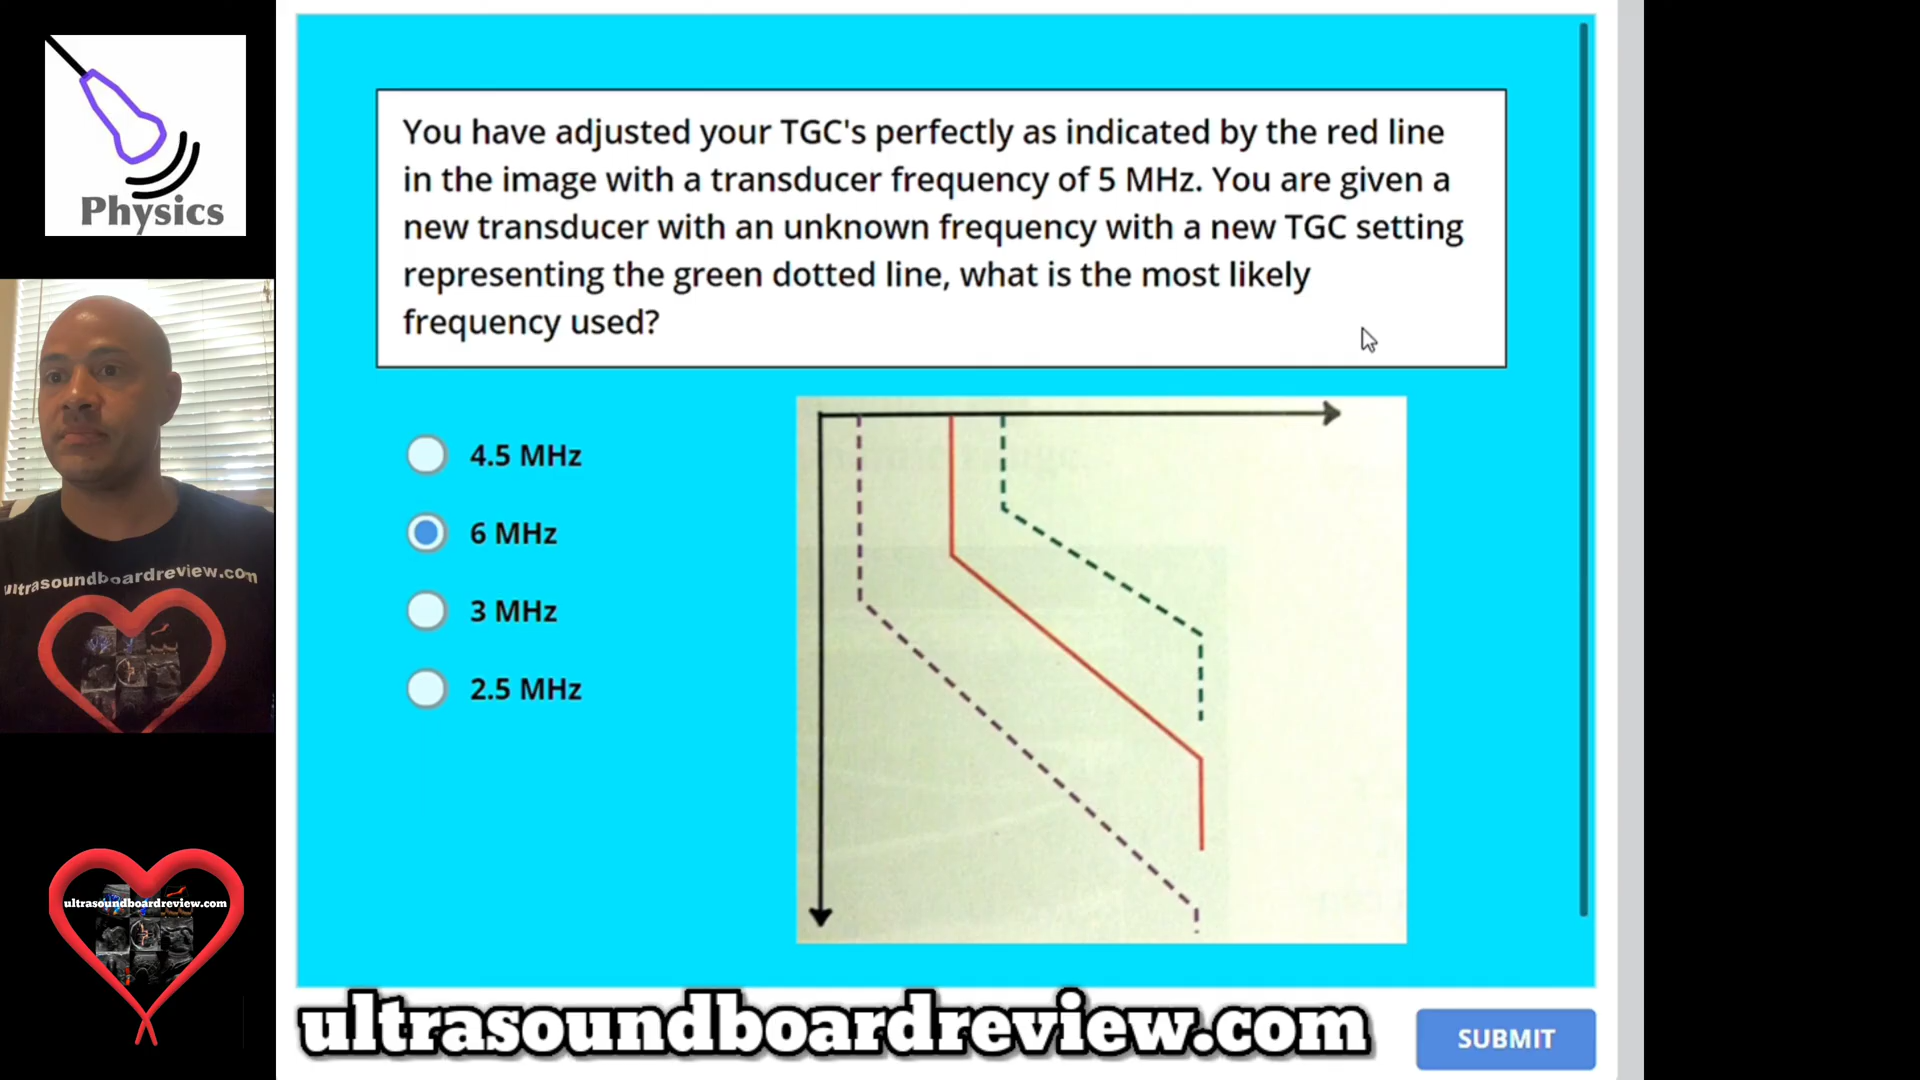 Physics
You have adjusted your TGC's perfectly as indicated by the red line
in the image with a transducer frequency of 5 MHz. You are given a
new transducer with an unknown frequency with a new TGC setting
representing the green dotted line, what is the most likely
frequency used?
4.5 MHz
6 MHz
3 MHz
2.5 MHz
ultrasoundboardreview.com
ultrasoundboardreview.com
ultrasoundboardreview.com
SUBMIT